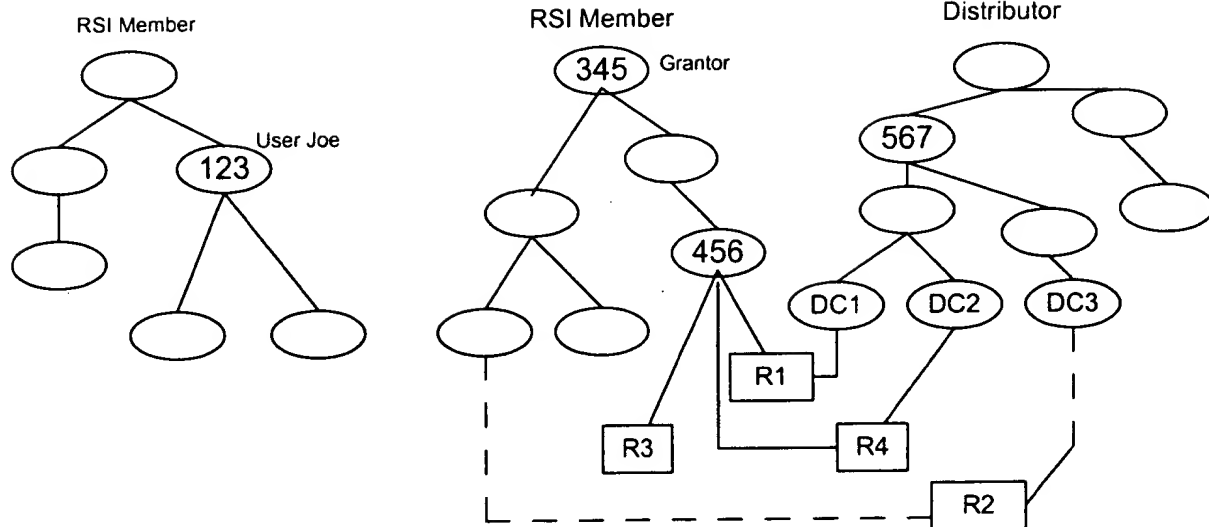 RSI Member
RSI Member
Distributor
345
Grantor
User Joe
123
567
456
DC1
DC2
DC3
R1
R3
R4
R2